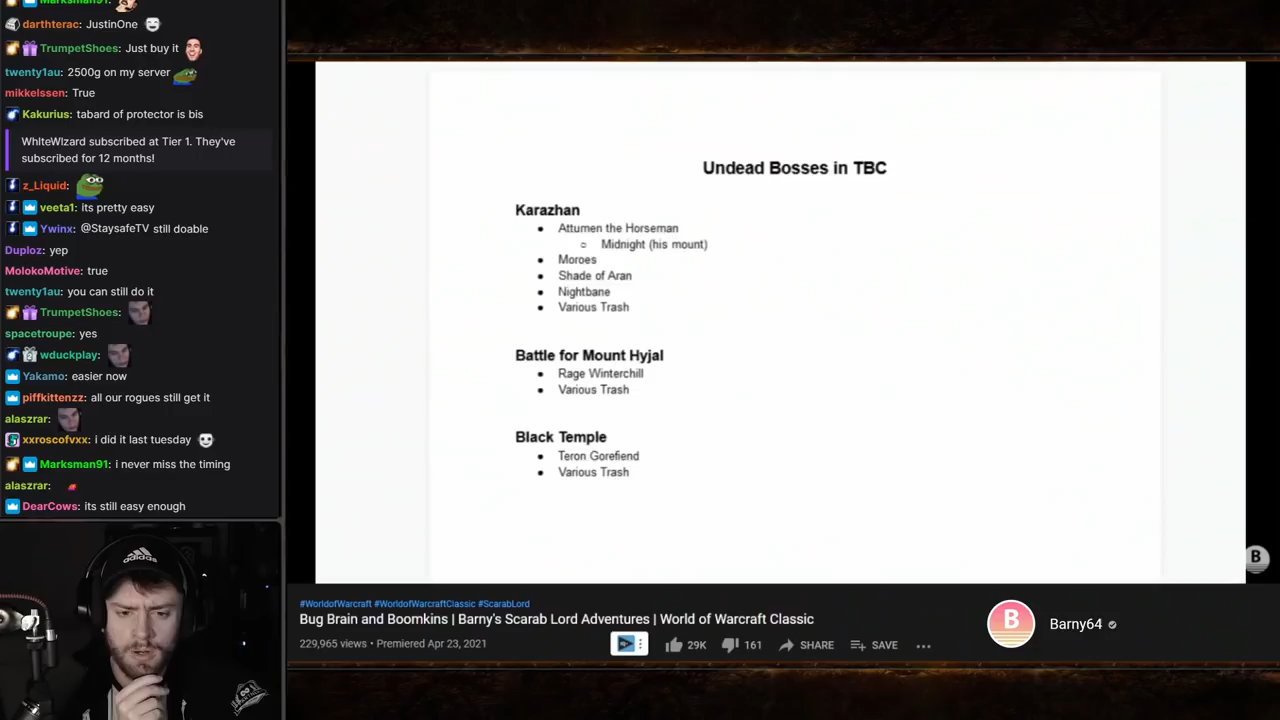 Marksman91:
darthterac: JustinOne
TrumpetShoes: Just buy it
twenty1au: 2500g on my server
mikkelssen: True
Kakurius: tabard of protector is bis
WhIteWIzard subscribed at Tier 1. They've
subscribed for 12 months!
z_Liquid:
veeta1: its pretty easy
Ywinx: @StaysafeTV still doable
Duploz: yep
MolokoMotive: true
twenty1au: you can still do it
TrumpetShoes:
spacetroupe: yes
wduckplay:
Yakamo: easier now
piffkittenzz: all our rogues still get it
alaszrar:
xxroscofvxx: i did it last tuesday
Marksman91: i never miss the timing
alaszrar:
DearCows: its still easy enough
adidas
Undead Bosses in TBC
Karazhan
Attumen the Horseman
Midnight (his mount)
Moroes
Shade of Aran
Nightbane
Various Trash
Battle for Mount Hyjal
Rage Winterchill
Various Trash
Black Temple
Teron Gorefiend
Various Trash
B
#WorldofWarcraft #WorldofWarcraftClassic #ScarabLord
Bug Brain and Boomkins | Barny's Scarab Lord Adventures | World of Warcraft Classic
229,965 views • Premiered Apr 23, 2021
29K
161
SHARE
SAVE
B
Barny64